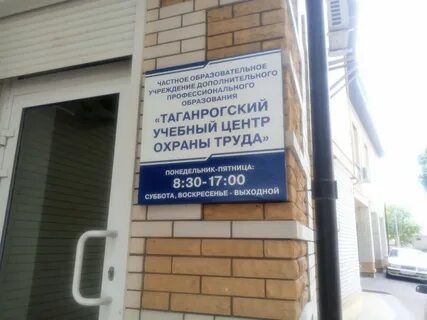 ЧАСТНОЕ ОБРАЗОВАТЕЛЬНОЕ
УЧРЕЖДЕНИЕ ДОПОЛНИТЕЛЬНОГО
ПРОФЕССИОНАЛЬНОГО
ОБРАЗОВАНИЯ
«ТАГАНРОГСКИЙ
УЧЕБНЫЙ ЦЕНТР
ОХРАНЫ ТРУДА»
ПОНЕДЕЛЬНИК-ПЯТНИЦА:
8:30-17:00
СУББОТА, ВОСКРЕСЕНЬЕ - ВЫХОДНОЙ